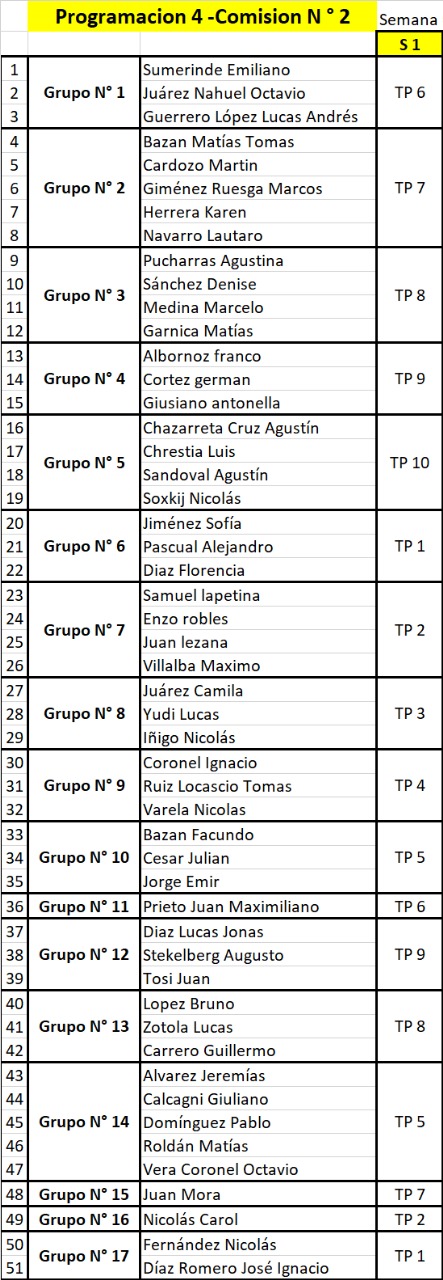 Programacion 4 -Comision N ° 2 Semana
S 1
1 Grupo N° 1 Sumerinde Emiliano TP 6
2 Juárez Nahuel Octavio
3 Guerrero López Lucas Andrés
4 Grupo N° 2 Bazan Matías Tomas TP 7
5 Cardozo Martin
6 Giménez Ruesga Marcos
7 Herrera Karen
8 Navarro Lautaro
9 Grupo N° 3 Pucharras Agustina TP 8
10 Sánchez Denise
11 Medina Marcelo
12 Garnica Matías
13 Grupo N° 4 Albornoz franco TP 9
14 Cortez german
15 Giusiano antonella
16 Grupo N° 5 Chazarreta Cruz Agustín TP 10
17 Chrestia Luis
18 Sandoval Agustín
19 Soxkij Nicolás
20 Grupo N° 6 Jiménez Sofía TP 1
21 Pascual Alejandro
22 Diaz Florencia
23 Grupo N° 7 Samuel lapetina TP 2
24 Enzo robles
25 Juan lezana
26 Villalba Maximo
27 Grupo N° 8 Juárez Camila TP 3
28 Yudi Lucas
29 Iñigo Nicolás
30 Grupo N° 9 Coronel Ignacio TP 4
31 Ruiz Locascio Tomas
32 Varela Nicolas
33 Grupo N° 10 Bazan Facundo TP 5
34 Cesar Julian
35 Jorge Emir
36 Grupo N° 11 Prieto Juan Maximiliano TP 6
37 Grupo N° 12 Diaz Lucas Jonas TP 9
38 Stekelberg Augusto
39 Tosi Juan
40 Grupo N° 13 Lopez Bruno TP 8
41 Zotola Lucas
42 Carrero Guillermo
43 Grupo N° 14 Alvarez Jeremías TP 5
44 Calcagni Giuliano
45 Domínguez Pablo
46 Roldán Matías
47 Vera Coronel Octavio
48 Grupo N° 15 Juan Mora TP 7
49 Grupo N° 16 Nicolás Carol TP 2
50 Grupo N° 17 Fernández Nicolás TP 1
51 Díaz Romero José Ignacio